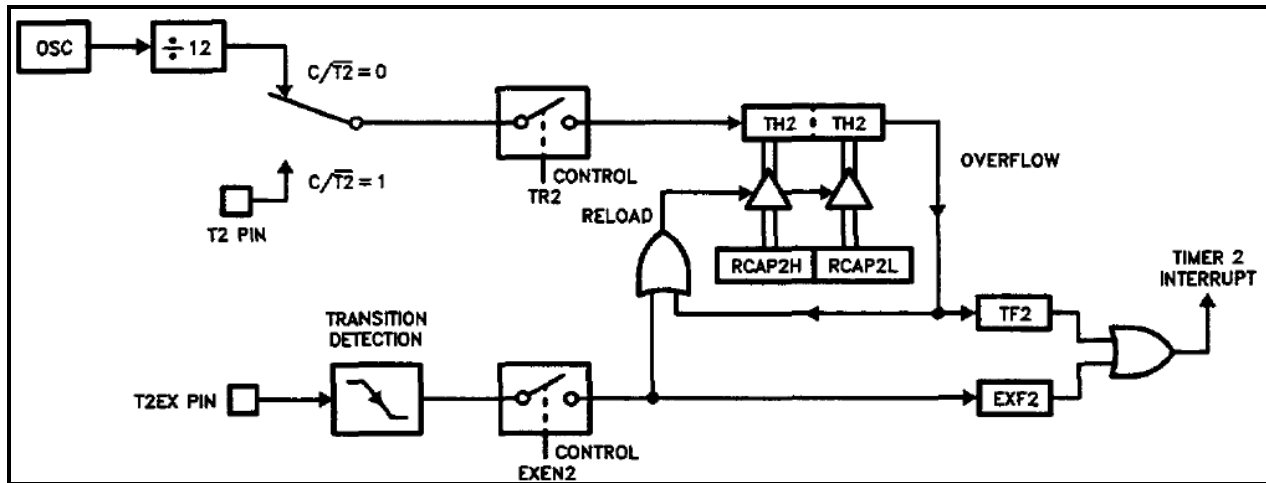 OSC
÷ 12
C/T2̅ = 0
TH2
TH2
OVERFLOW
C/T2̅ = 1
T2 PIN
CONTROL
TR2
RELOAD
RCAP2H
RCAP2L
TIMER 2
INTERRUPT
TRANSITION
DETECTION
TF2
T2EX PIN
EXF2
CONTROL
EXEN2